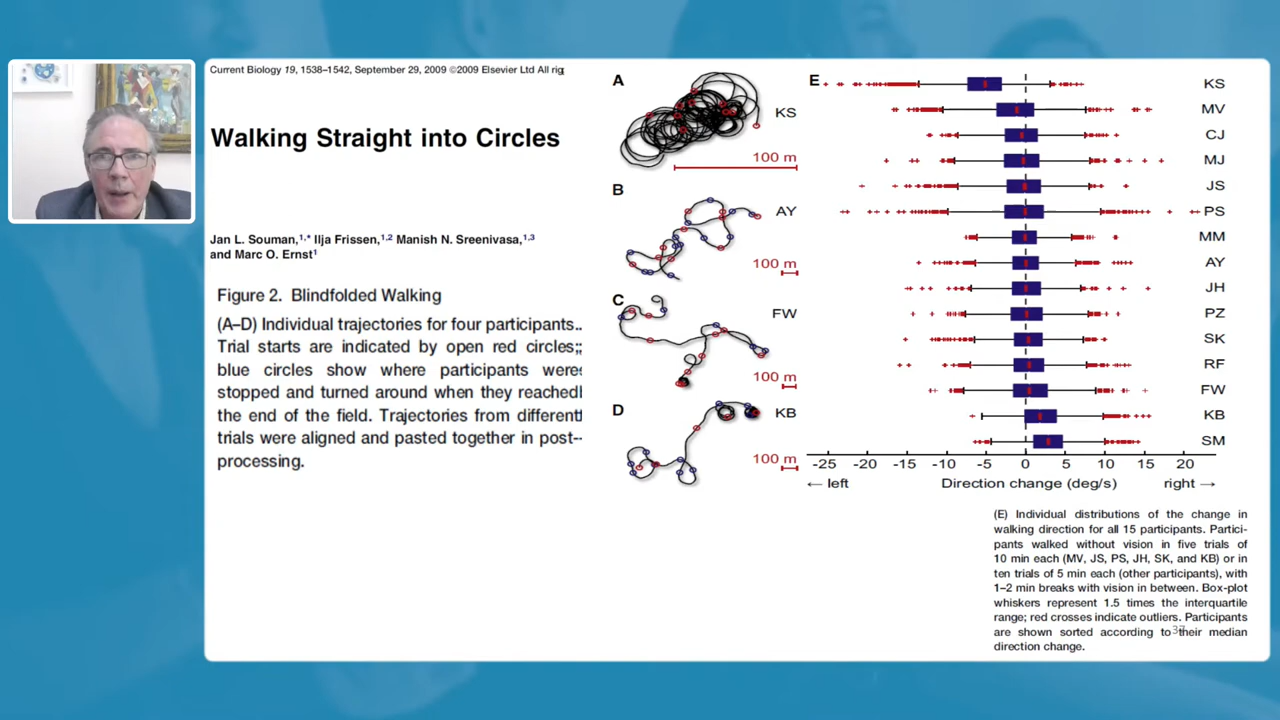 Current Biology 19, 1538–1542, September 29, 2009 ©2009 Elsevier Ltd All rig
Walking Straight into Circles
Jan L. Souman,1,* Ilja Frissen,1,2 Manish N. Sreenivasa,1,3
and Marc O. Ernst1
Figure 2. Blindfolded Walking
(A–D) Individual trajectories for four participants..
Trial starts are indicated by open red circles;;
blue circles show where participants were
stopped and turned around when they reached
the end of the field. Trajectories from different
trials were aligned and pasted together in post--
processing.
A
KS
100 m
B
AY
100 m
C
FW
100 m
D
KB
100 m
E
KS
MV
CJ
MJ
JS
PS
MM
AY
JH
PZ
SK
RF
FW
KB
SM
-25 -20 -15 -10 -5 0 5 10 15 20
← left Direction change (deg/s) right →
(E) Individual distributions of the change in
walking direction for all 15 participants. Partici-
pants walked without vision in five trials of
10 min each (MV, JS, PS, JH, SK, and KB) or in
ten trials of 5 min each (other participants), with
1–2 min breaks with vision in between. Box-plot
whiskers represent 1.5 times the interquartile
range; red crosses indicate outliers. Participants
are shown sorted according to their median
direction change.